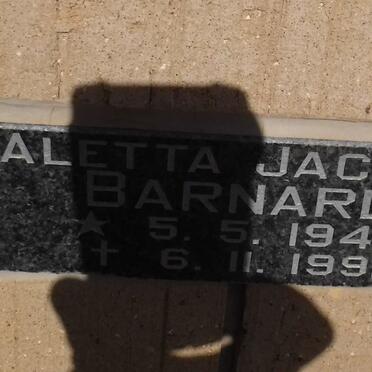 ALETTA JAC
BARNARD
★ 5. 5. 194
✝ 6. 11. 199